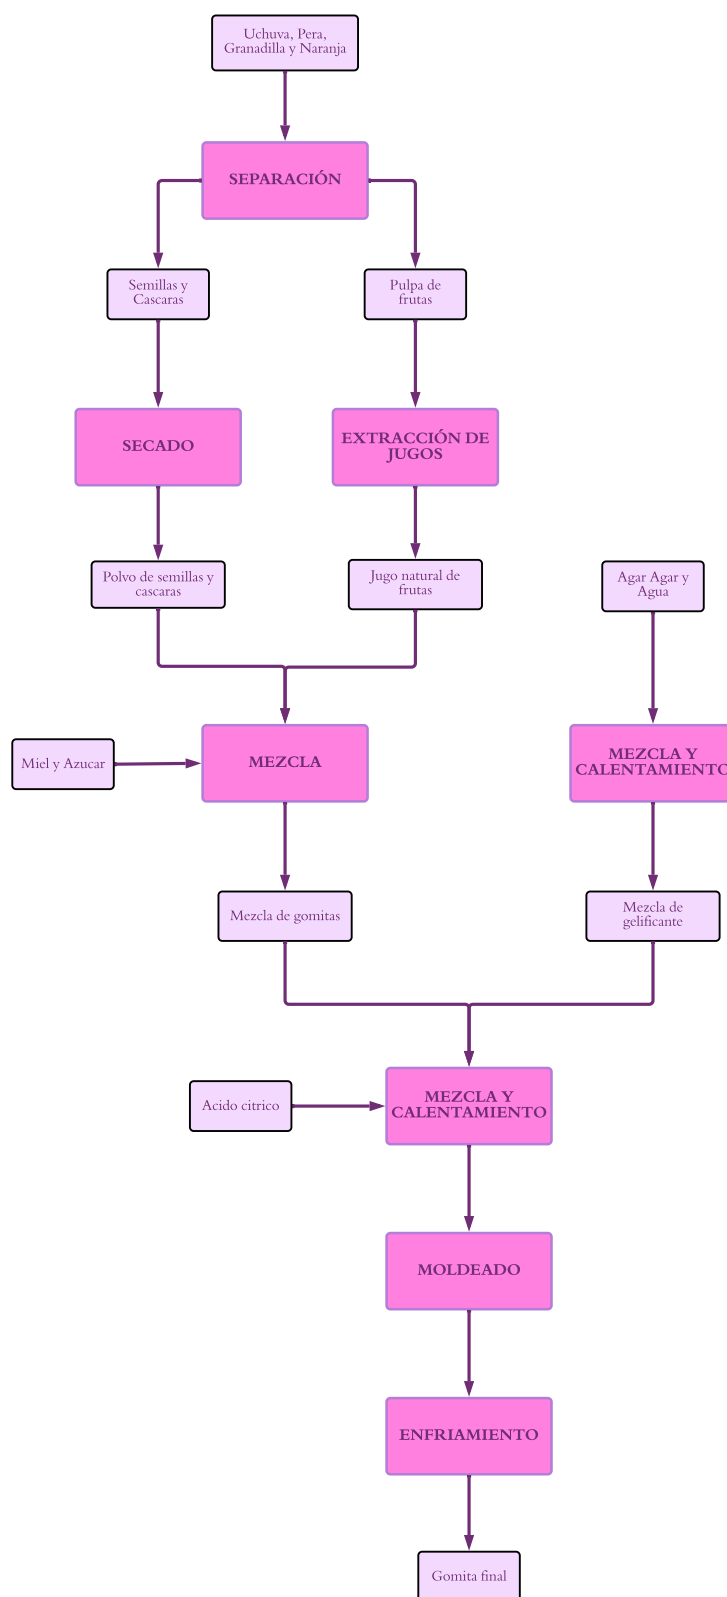 Uchuva, Pera,
Granadilla y Naranja
SEPARACIÓN
Semillas y
Cascaras
Pulpa de
frutas
SECADO
EXTRACCIÓN DE
JUGOS
Polvo de semillas y
cascaras
Jugo natural de
frutas
Agar Agar y
Agua
Miel y Azucar
MEZCLA
MEZCLA Y
CALENTAMIENTO
Mezcla de gomitas
Mezcla de
gelificante
Acido citrico
MEZCLA Y
CALENTAMIENTO
MOLDEADO
ENFRIAMIENTO
Gomita final